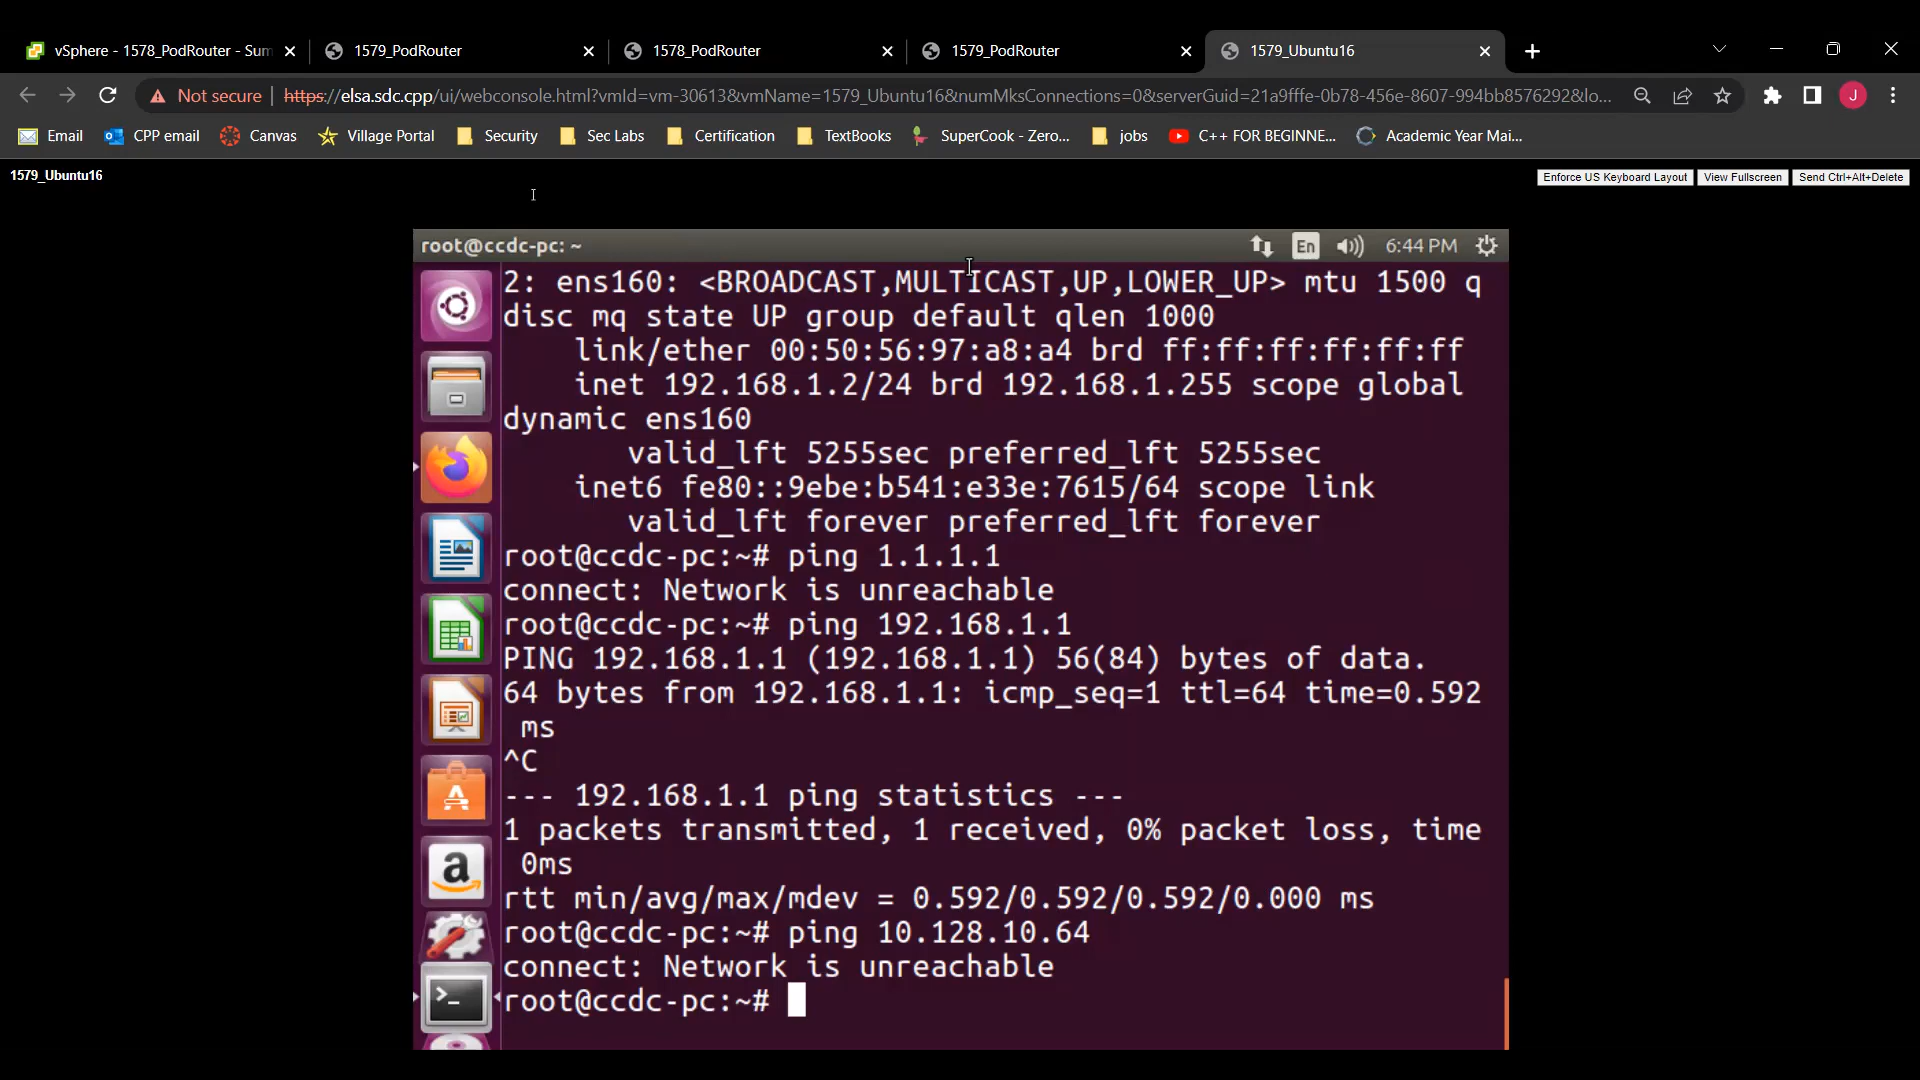 vSphere - 1578_PodRouter - Sum
1579_PodRouter
1578_PodRouter
1579_PodRouter
1579_Ubuntu16
Not secure | https://elsa.sdc.cpp/ui/webconsole.html?vmId=vm-30613&vmName=1579_Ubuntu16&numMksConnections=0&serverGuid=21a9fffe-0b78-456e-8607-994bb8576292&lo...
J
Email
CPP email
Canvas
Village Portal
Security
Sec Labs
Certification
TextBooks
SuperCook - Zero...
jobs
C++ FOR BEGINNE...
Academic Year Mai...
1579_Ubuntu16
Enforce US Keyboard Layout
View Fullscreen
Send Ctrl+Alt+Delete
root@ccdc-pc: ~
En
6:44 PM
2: ens160: <BROADCAST,MULTICAST,UP,LOWER_UP> mtu 1500 q
disc mq state UP group default qlen 1000
link/ether 00:50:56:97:a8:a4 brd ff:ff:ff:ff:ff:ff
inet 192.168.1.2/24 brd 192.168.1.255 scope global
dynamic ens160
valid_lft 5255sec preferred_lft 5255sec
inet6 fe80::9ebe:b541:e33e:7615/64 scope link
valid_lft forever preferred_lft forever
root@ccdc-pc:~# ping 1.1.1.1
connect: Network is unreachable
root@ccdc-pc:~# ping 192.168.1.1
PING 192.168.1.1 (192.168.1.1) 56(84) bytes of data.
64 bytes from 192.168.1.1: icmp_seq=1 ttl=64 time=0.592
ms
^C
--- 192.168.1.1 ping statistics ---
1 packets transmitted, 1 received, 0% packet loss, time
0ms
rtt min/avg/max/mdev = 0.592/0.592/0.592/0.000 ms
root@ccdc-pc:~# ping 10.128.10.64
connect: Network is unreachable
root@ccdc-pc:~#